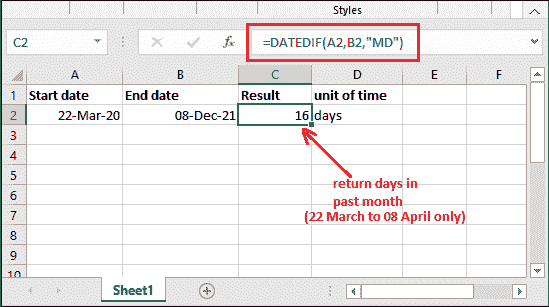 Styles
C2 fx =DATEDIF(A2,B2,"MD")
A B C D E F
1 Start date End date Result unit of time
2 22-Mar-20 08-Dec-21 16 days
3
4
5
6
7
8
9
10
return days in
past month
(22 March to 08 April only)
Sheet1